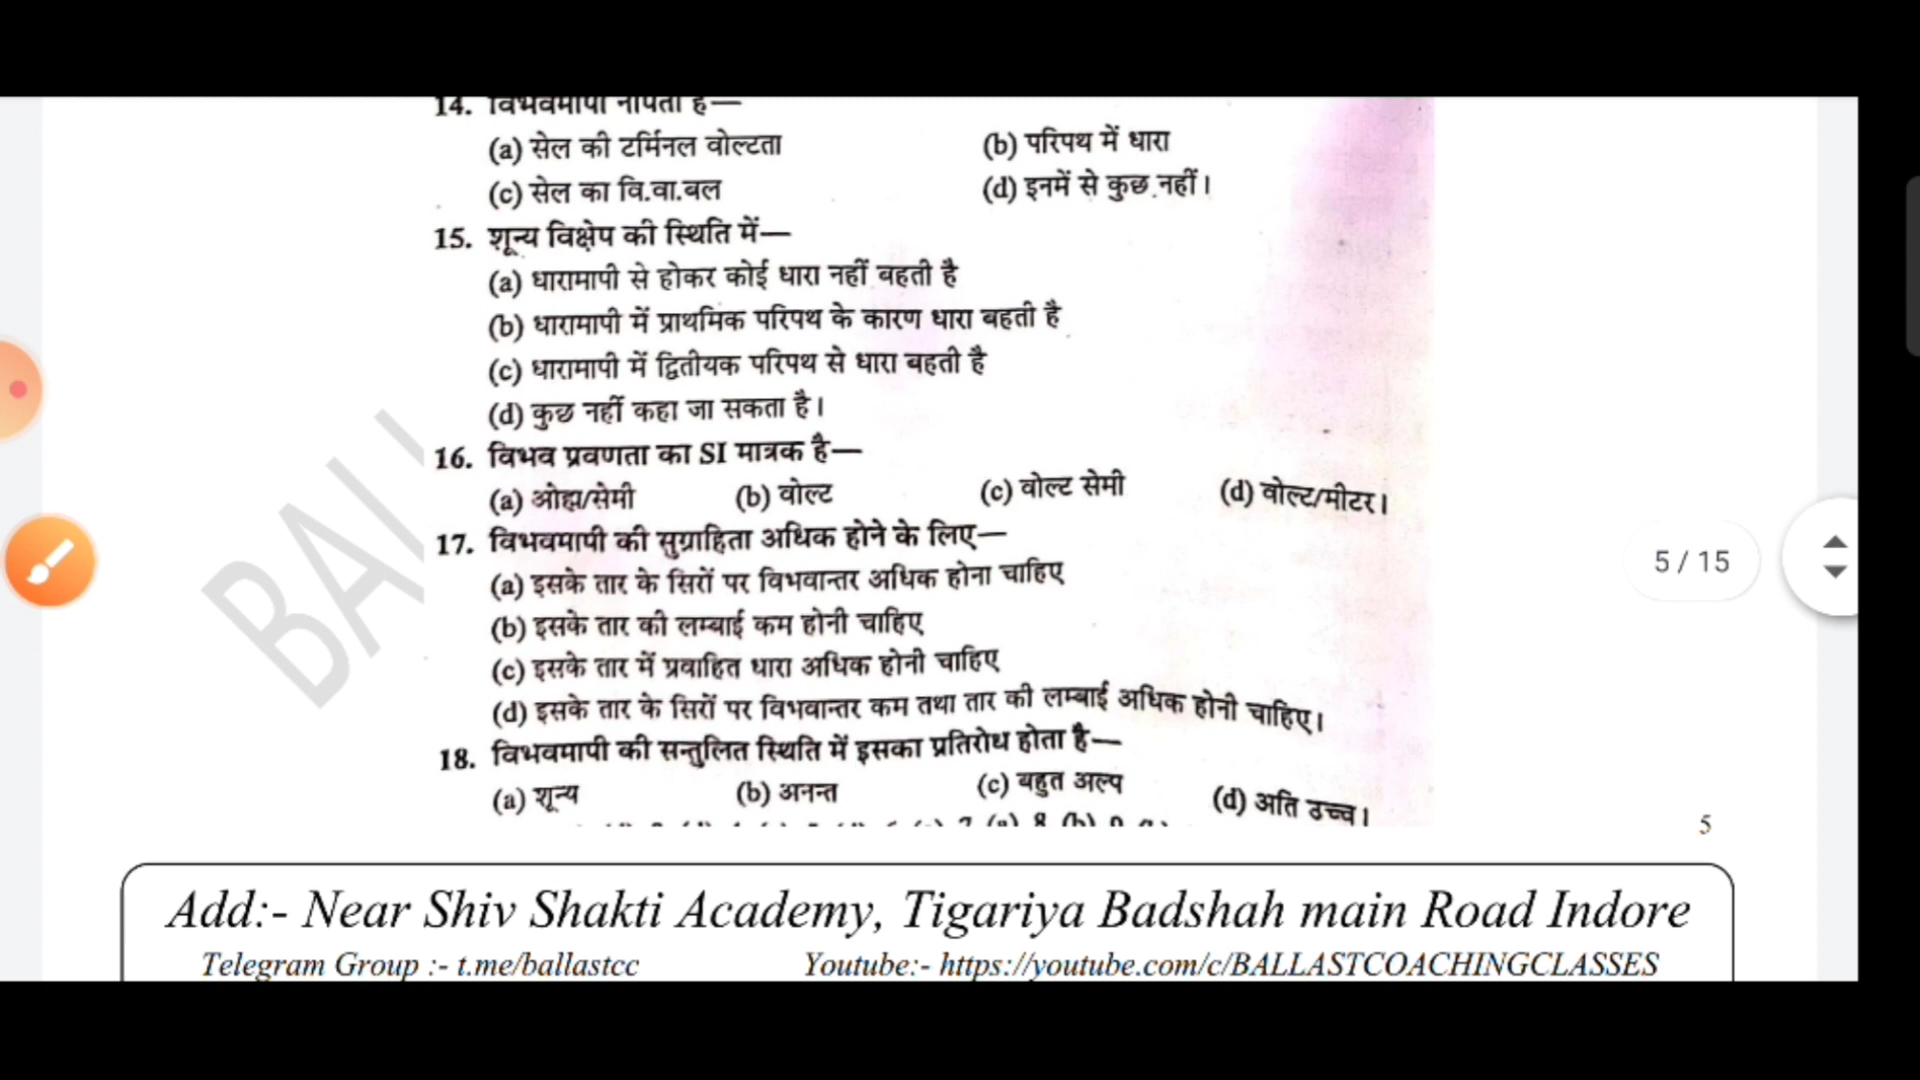 14. विभवमापी नापता है—
(a) सेल की टर्मिनल वोल्टता (b) परिपथ में धारा
(c) सेल का वि.वा.बल (d) इनमें से कुछ नहीं।
15. शून्य विक्षेप की स्थिति में—
(a) धारामापी से होकर कोई धारा नहीं बहती है
(b) धारामापी में प्राथमिक परिपथ के कारण धारा बहती है
(c) धारामापी में द्वितीयक परिपथ से धारा बहती है
(d) कुछ नहीं कहा जा सकता है।
16. विभव प्रवणता का SI मात्रक है—
(a) ओह्म/सेमी (b) वोल्ट (c) वोल्ट सेमी (d) वोल्ट/मीटर।
17. विभवमापी की सुग्राहिता अधिक होने के लिए—
(a) इसके तार के सिरों पर विभवान्तर अधिक होना चाहिए
(b) इसके तार की लम्बाई कम होनी चाहिए
(c) इसके तार में प्रवाहित धारा अधिक होनी चाहिए
(d) इसके तार के सिरों पर विभवान्तर कम तथा तार की लम्बाई अधिक होनी चाहिए।
18. विभवमापी की सन्तुलित स्थिति में इसका प्रतिरोध होता है—
(a) शून्य (b) अनन्त (c) बहुत अल्प (d) अति उच्च।
5 / 15
5
Add:- Near Shiv Shakti Academy, Tigariya Badshah main Road Indore
Telegram Group :- t.me/ballastcc Youtube:- https://youtube.com/c/BALLASTCOACHINGCLASSES